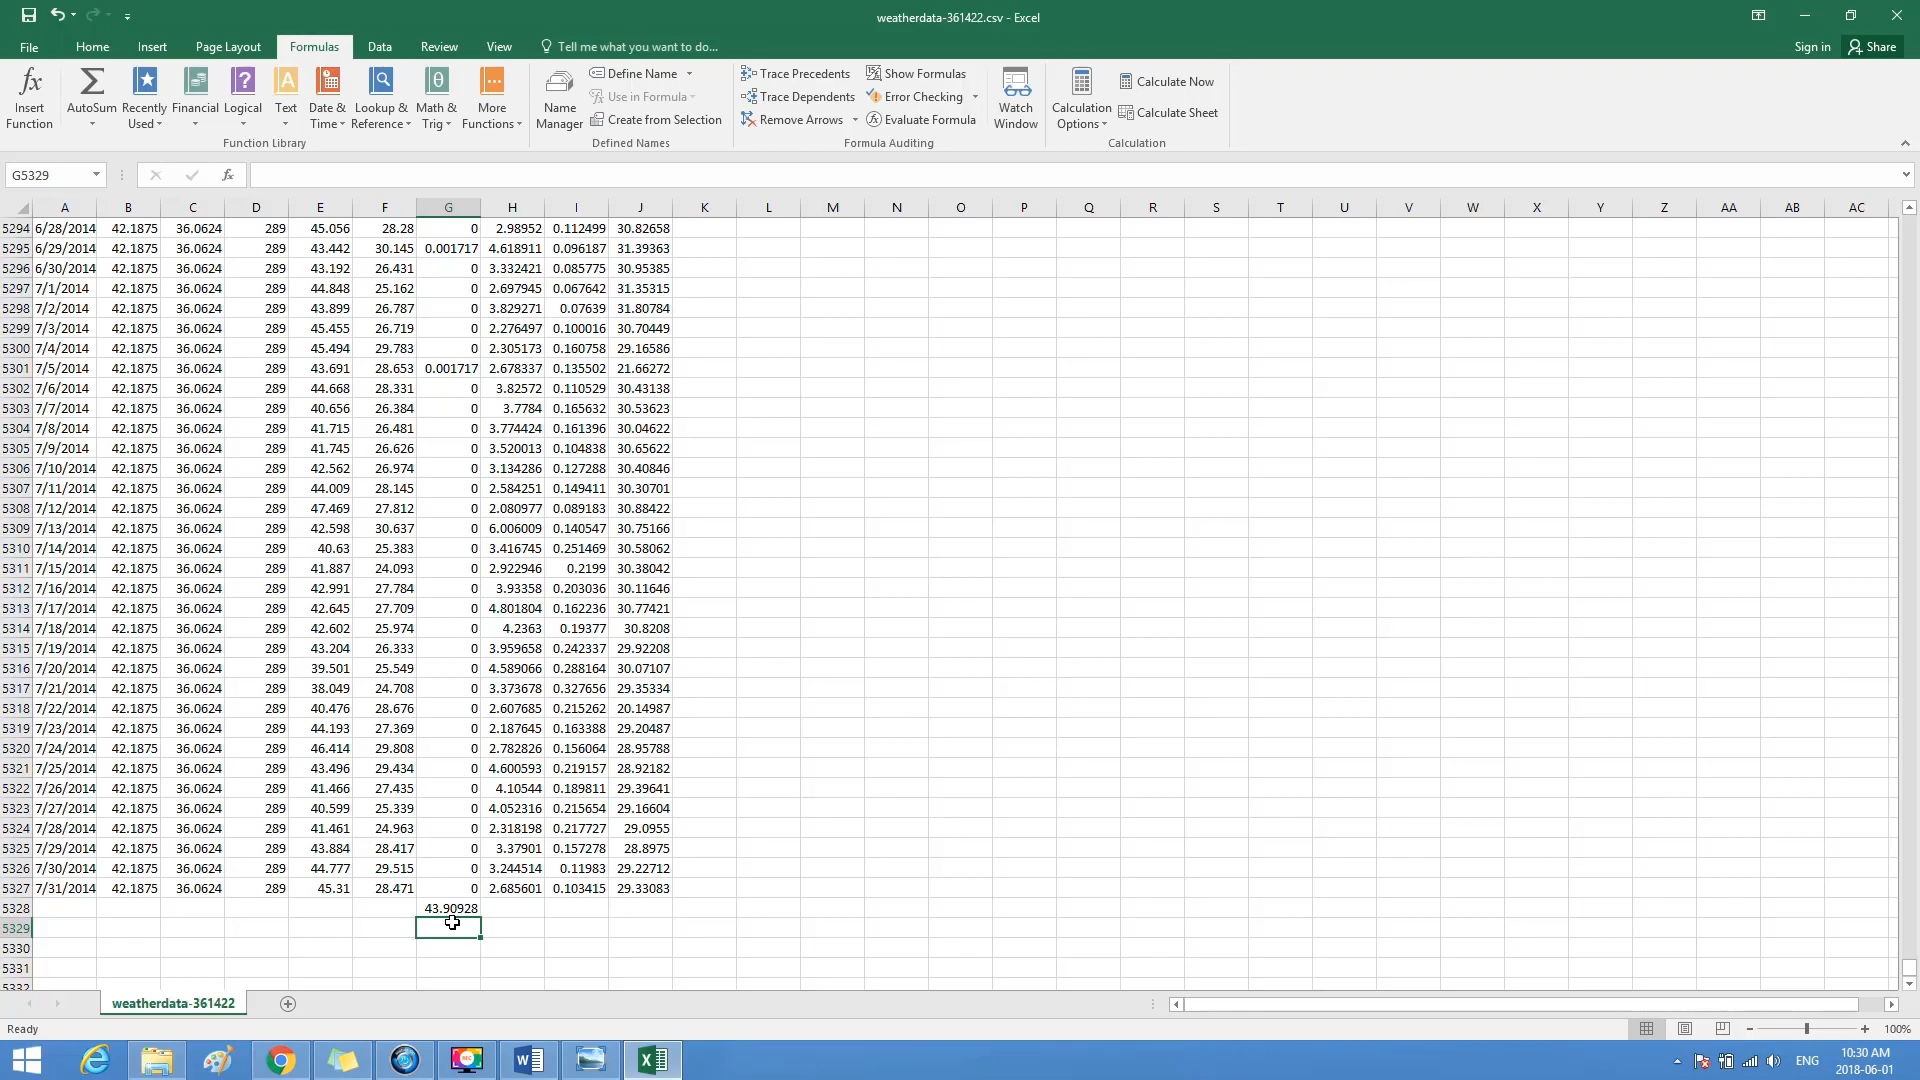 weatherdata-361422.csv - Excel
File Home Insert Page Layout Formulas Data Review View Tell me what you want to do... Sign in Share
fx Insert Function
Σ AutoSum
Recently Used
Financial
? Logical
A Text
Date & Time
Lookup & Reference
θ Math & Trig
More Functions
Function Library
Name Manager
Define Name
Use in Formula
Create from Selection
Defined Names
Trace Precedents
Trace Dependents
Remove Arrows
Show Formulas
Error Checking
Evaluate Formula
Formula Auditing
Watch Window
Calculation Options
Calculate Now
Calculate Sheet
Calculation
G5329 fx
A B C D E F G H I J K L M N O P Q R S T U V W X Y Z AA AB AC
5294 6/28/2014 42.1875 36.0624 289 45.056 28.28 0 2.98952 0.112499 30.82658
5295 6/29/2014 42.1875 36.0624 289 43.442 30.145 0.001717 4.618911 0.096187 31.39363
5296 6/30/2014 42.1875 36.0624 289 43.192 26.431 0 3.332421 0.085775 30.95385
5297 7/1/2014 42.1875 36.0624 289 44.848 25.162 0 2.697945 0.067642 31.35315
5298 7/2/2014 42.1875 36.0624 289 43.899 26.787 0 3.829271 0.07639 31.80784
5299 7/3/2014 42.1875 36.0624 289 45.455 26.719 0 2.276497 0.100016 30.70449
5300 7/4/2014 42.1875 36.0624 289 45.494 29.783 0 2.305173 0.160758 29.16586
5301 7/5/2014 42.1875 36.0624 289 43.691 28.653 0.001717 2.678337 0.135502 21.66272
5302 7/6/2014 42.1875 36.0624 289 44.668 28.331 0 3.82572 0.110529 30.43138
5303 7/7/2014 42.1875 36.0624 289 40.656 26.384 0 3.7784 0.165632 30.53623
5304 7/8/2014 42.1875 36.0624 289 41.715 26.481 0 3.774424 0.161396 30.04622
5305 7/9/2014 42.1875 36.0624 289 41.745 26.626 0 3.520013 0.104838 30.65622
5306 7/10/2014 42.1875 36.0624 289 42.562 26.974 0 3.134286 0.127288 30.40846
5307 7/11/2014 42.1875 36.0624 289 44.009 28.145 0 2.584251 0.149411 30.30701
5308 7/12/2014 42.1875 36.0624 289 47.469 27.812 0 2.080977 0.089183 30.88422
5309 7/13/2014 42.1875 36.0624 289 42.598 30.637 0 6.006009 0.140547 30.75166
5310 7/14/2014 42.1875 36.0624 289 40.63 25.383 0 3.416745 0.251469 30.58062
5311 7/15/2014 42.1875 36.0624 289 41.887 24.093 0 2.922946 0.2199 30.38042
5312 7/16/2014 42.1875 36.0624 289 42.991 27.784 0 3.93358 0.203036 30.11646
5313 7/17/2014 42.1875 36.0624 289 42.645 27.709 0 4.801804 0.162236 30.77421
5314 7/18/2014 42.1875 36.0624 289 42.602 25.974 0 4.2363 0.19377 30.8208
5315 7/19/2014 42.1875 36.0624 289 43.204 26.333 0 3.959658 0.242337 29.92208
5316 7/20/2014 42.1875 36.0624 289 39.501 25.549 0 4.589066 0.288164 30.07107
5317 7/21/2014 42.1875 36.0624 289 38.049 24.708 0 3.373678 0.327656 29.35334
5318 7/22/2014 42.1875 36.0624 289 40.476 28.676 0 2.607685 0.215262 20.14987
5319 7/23/2014 42.1875 36.0624 289 44.193 27.369 0 2.187645 0.163388 29.20487
5320 7/24/2014 42.1875 36.0624 289 46.414 29.808 0 2.782826 0.156064 28.95788
5321 7/25/2014 42.1875 36.0624 289 43.496 29.434 0 4.600593 0.219157 28.92182
5322 7/26/2014 42.1875 36.0624 289 41.466 27.435 0 4.10544 0.189811 29.39641
5323 7/27/2014 42.1875 36.0624 289 40.599 25.339 0 4.052316 0.215654 29.16604
5324 7/28/2014 42.1875 36.0624 289 41.461 24.963 0 2.318198 0.217727 29.0955
5325 7/29/2014 42.1875 36.0624 289 43.884 28.417 0 3.37901 0.157278 28.8975
5326 7/30/2014 42.1875 36.0624 289 44.777 29.515 0 3.244514 0.11983 29.22712
5327 7/31/2014 42.1875 36.0624 289 45.31 28.471 0 2.685601 0.103415 29.33083
5328 43.90928
5329
5330
5331
5332
weatherdata-361422
Ready 100%
ENG 10:30 AM
2018-06-01